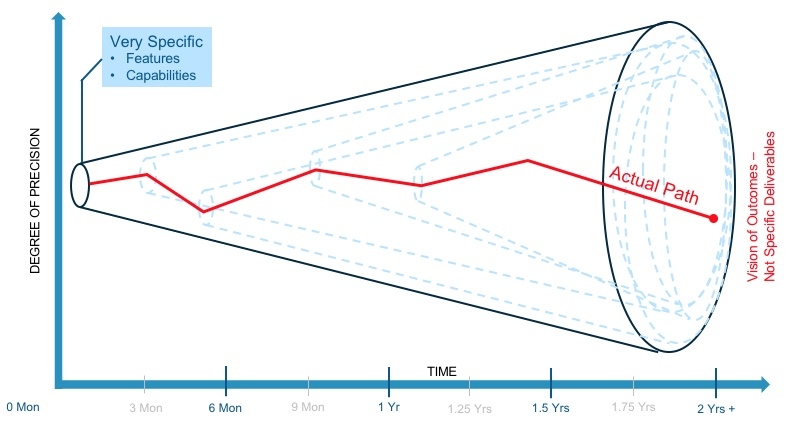 Very Specific
• Features
• Capabilities
DEGREE OF PRECISION
Actual Path
Vision of Outcomes –
Not Specific Deliverables
TIME
0 Mon
3 Mon
6 Mon
9 Mon
1 Yr
1.25 Yrs
1.5 Yrs
1.75 Yrs
2 Yrs +